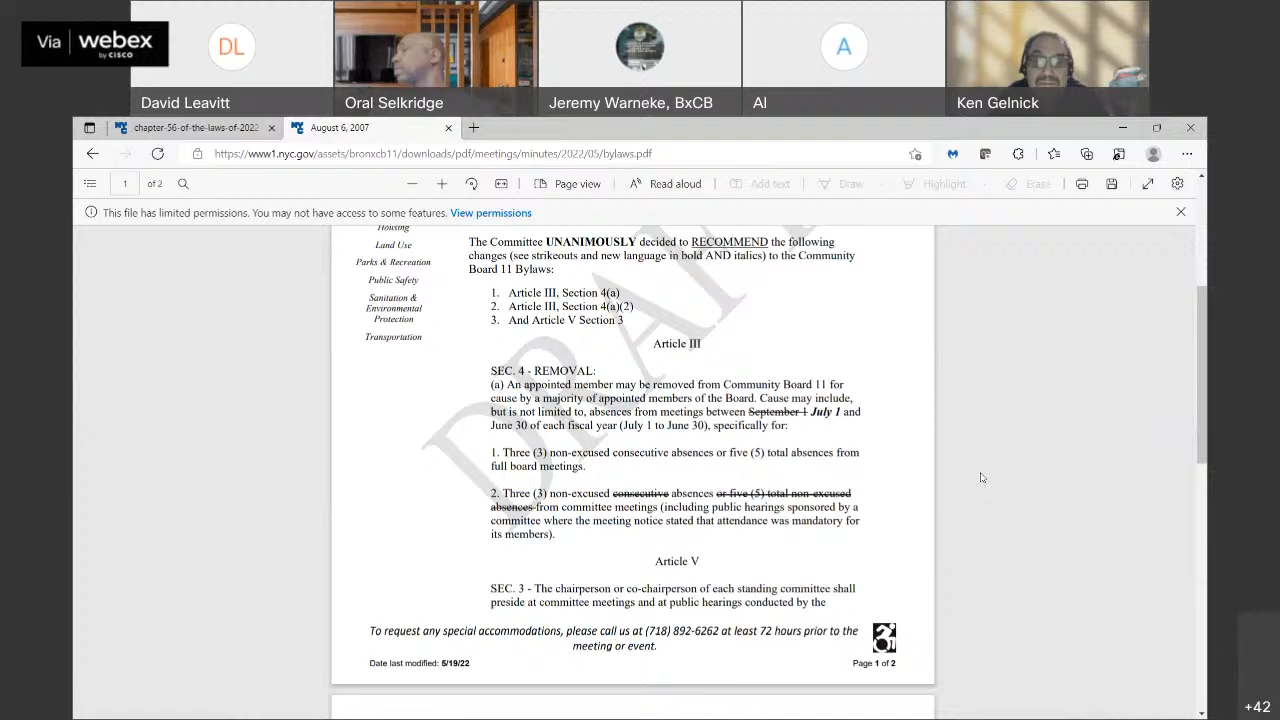 Via webex
by CISCO
DL
A
David Leavitt
Oral Selkridge
Jeremy Warneke, BxCB
Al
Ken Gelnick
chapter-56-of-the-laws-of-2022
August 6, 2007
https://www1.nyc.gov/assets/bronxcb11/downloads/pdf/meetings/minutes/2022/05/bylaws.pdf
1 of 2
Page view
Read aloud
Add text
Draw
Highlight
Erase
This file has limited permissions. You may not have access to some features. View permissions
Housing
Land Use
Parks & Recreation
Public Safety
Sanitation &
Environmental
Protection
Transportation
DRAF
The Committee UNANIMOUSLY decided to RECOMMEND the following
changes (see strikeouts and new language in bold AND italics) to the Community
Board 11 Bylaws:
1. Article III, Section 4(a)
2. Article III, Section 4(a)(2)
3. And Article V Section 3
Article III
SEC. 4 - REMOVAL:
(a) An appointed member may be removed from Community Board 11 for
cause by a majority of appointed members of the Board. Cause may include,
but is not limited to, absences from meetings between September 1 July 1 and
June 30 of each fiscal year (July 1 to June 30), specifically for:
1. Three (3) non-excused consecutive absences or five (5) total absences from
full board meetings.
2. Three (3) non-excused consecutive absences or five (5) total non-excused
absences from committee meetings (including public hearings sponsored by a
committee where the meeting notice stated that attendance was mandatory for
its members).
Article V
SEC. 3 - The chairperson or co-chairperson of each standing committee shall
preside at committee meetings and at public hearings conducted by the
To request any special accommodations, please call us at (718) 892-6262 at least 72 hours prior to the
meeting or event.
Date last modified: 5/19/22
Page 1 of 2
+42